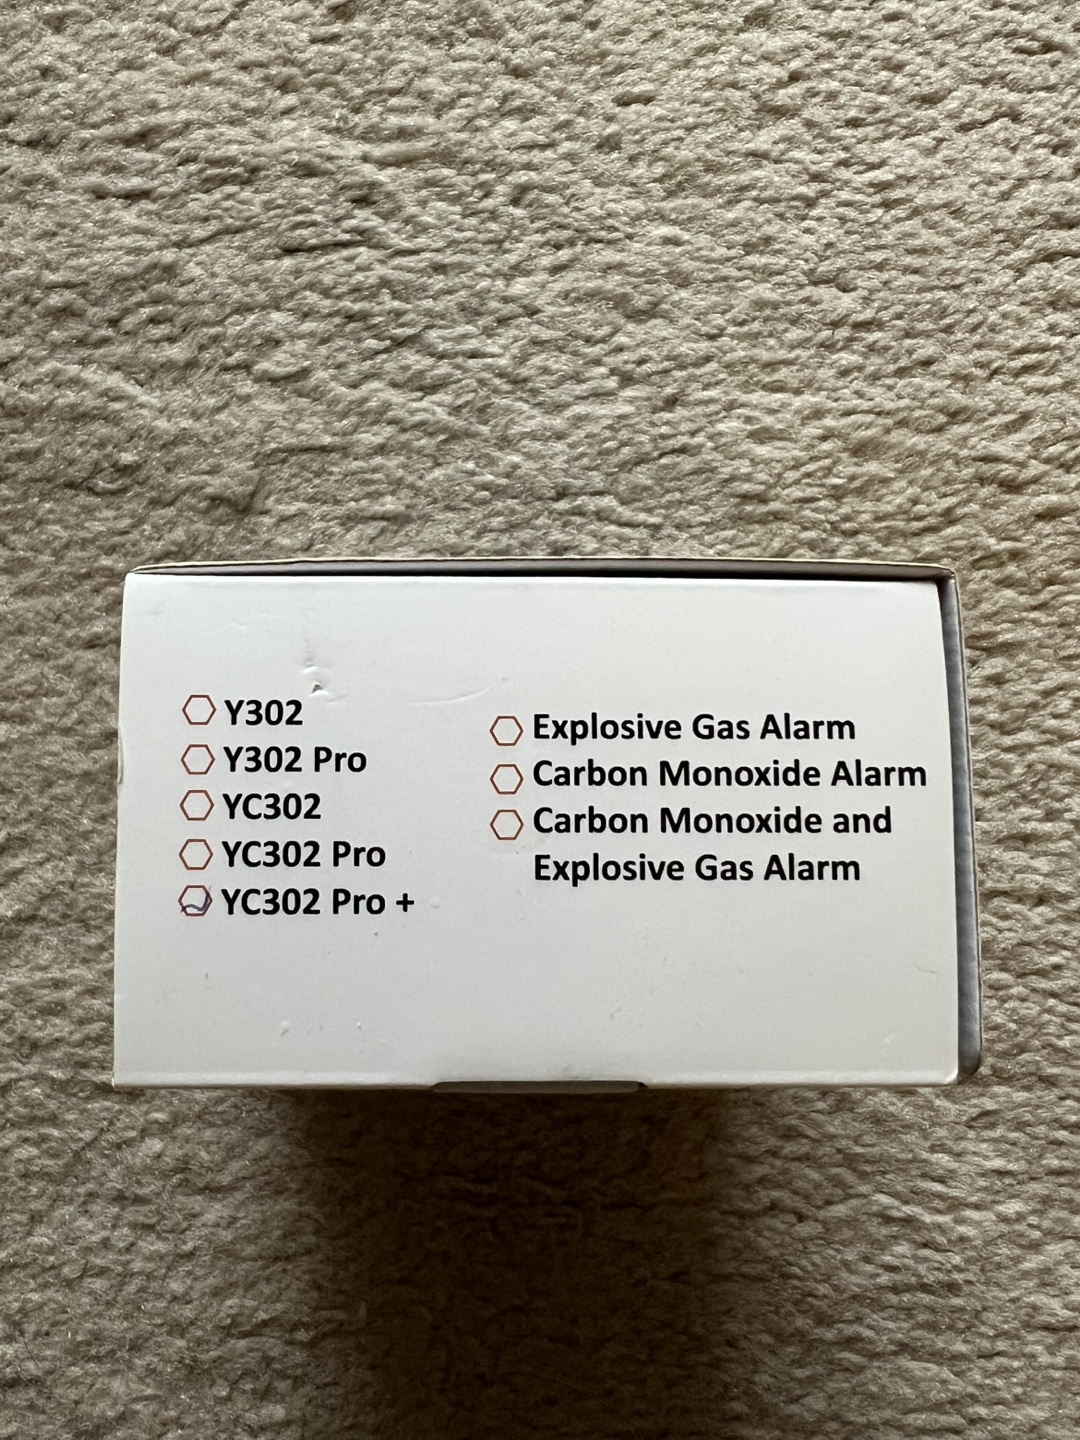 Y302
Y302 Pro
YC302
YC302 Pro
YC302 Pro +
Explosive Gas Alarm
Carbon Monoxide Alarm
Carbon Monoxide and
Explosive Gas Alarm